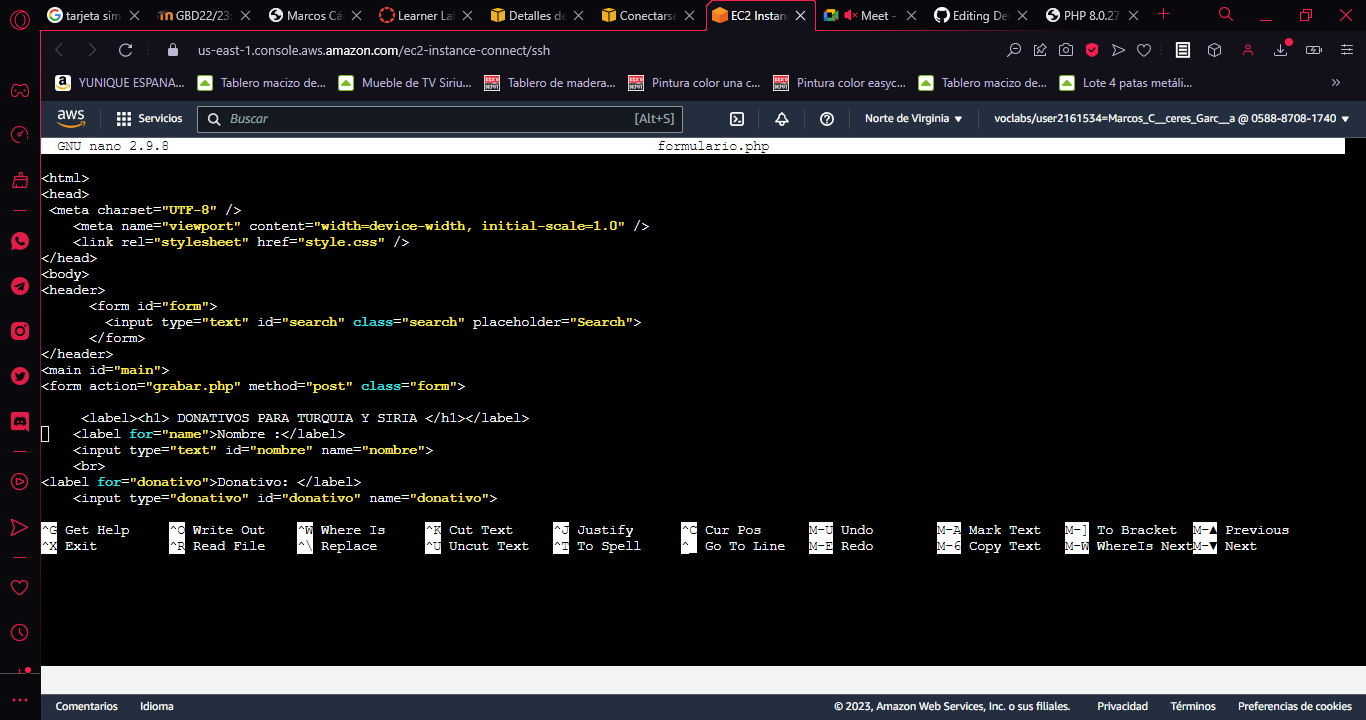 tarjeta sim
GBD22/23:
Marcos Cá
Learner La
Detalles de
Conectarse
EC2 Instan
Meet -
Editing De
PHP 8.0.27
us-east-1.console.aws.amazon.com/ec2-instance-connect/ssh
YUNIQUE ESPANA...
Tablero macizo de...
Mueble de TV Siriu...
Tablero de madera...
Pintura color una c...
Pintura color easyc...
Tablero macizo de...
Lote 4 patas metáli...
»
aws
Servicios
Buscar
[Alt+S]
Norte de Virginia
voclabs/user2161534=Marcos_C__ceres_Garc__a @ 0588-8708-1740
GNU nano 2.9.8 formulario.php
<html>
<head>
<meta charset="UTF-8" />
<meta name="viewport" content="width=device-width, initial-scale=1.0" />
<link rel="stylesheet" href="style.css" />
</head>
<body>
<header>
<form id="form">
<input type="text" id="search" class="search" placeholder="Search">
</form>
</header>
<main id="main">
<form action="grabar.php" method="post" class="form">
<label><h1> DONATIVOS PARA TURQUIA Y SIRIA </h1></label>
<label for="name">Nombre :</label>
<input type="text" id="nombre" name="nombre">
<br>
<label for="donativo">Donativo: </label>
<input type="donativo" id="donativo" name="donativo">
^G Get Help ^O Write Out ^W Where Is ^K Cut Text ^J Justify ^C Cur Pos M-U Undo M-A Mark Text M-] To Bracket M-▲ Previous
^X Exit ^R Read File ^\ Replace ^U Uncut Text ^T To Spell ^_ Go To Line M-E Redo M-6 Copy Text M-W WhereIs Next M-▼ Next
Comentarios
Idioma
© 2023, Amazon Web Services, Inc. o sus filiales.
Privacidad
Términos
Preferencias de cookies